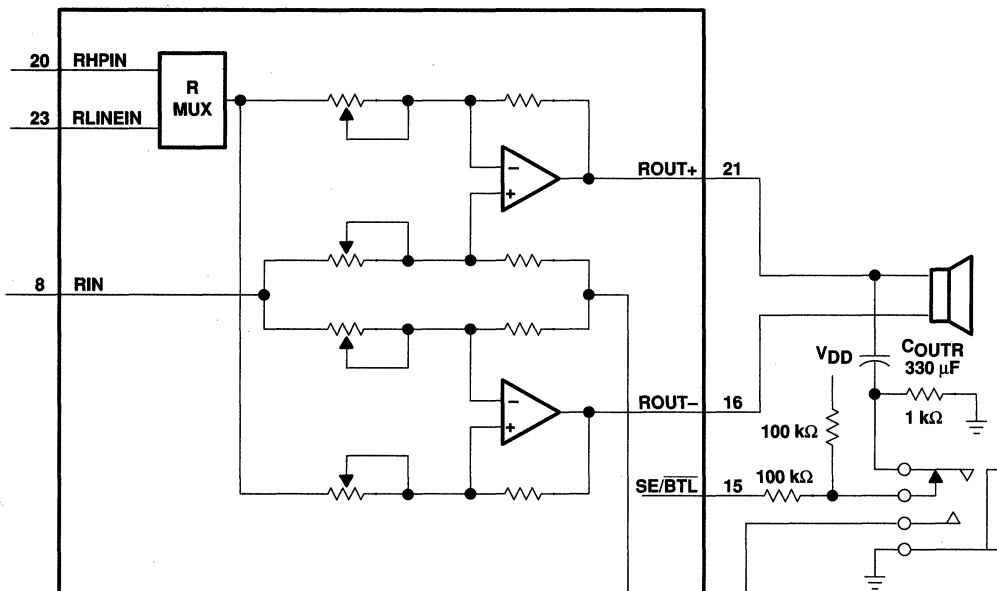 20 RHPIN
R
MUX
23 RLINEIN
−
+
ROUT+ 21
8 RIN
VDD
COUTR
330 µF
−
+
ROUT− 16
1 kΩ
100 kΩ
100 kΩ
SE/BTL 15